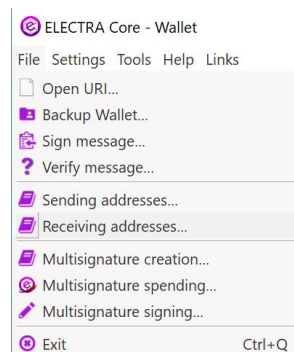 ELECTRA Core - Wallet
File Settings Tools Help Links
Open URI...
Backup Wallet...
Sign message...
Verify message...
Sending addresses...
Receiving addresses...
Multisignature creation...
Multisignature spending...
Multisignature signing...
Exit Ctrl+Q